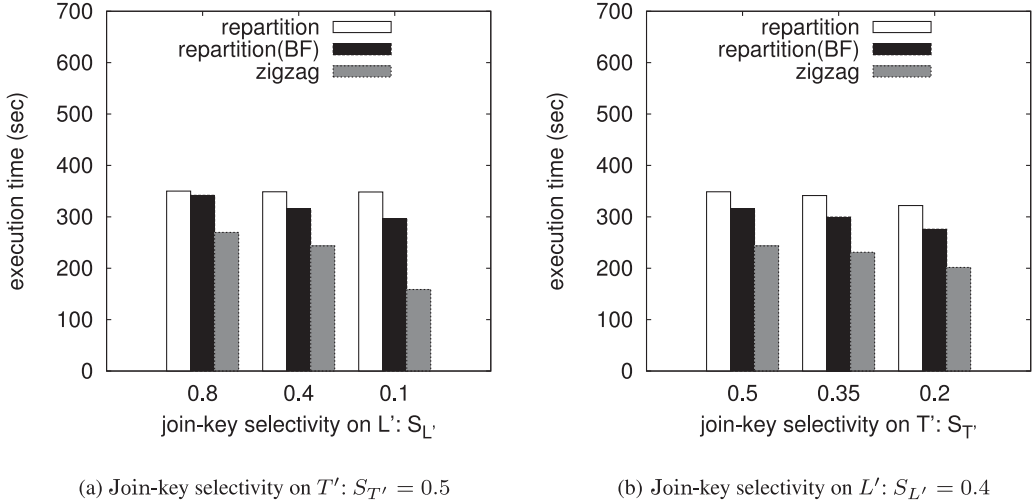 700
600
500
400
300
200
100
0
execution time (sec)
repartition
repartition(BF)
zigzag
0.8 0.4 0.1
join-key selectivity on L': S_L'
(a) Join-key selectivity on T′: S_T′ = 0.5
700
600
500
400
300
200
100
0
execution time (sec)
repartition
repartition(BF)
zigzag
0.5 0.35 0.2
join-key selectivity on T': S_T'
(b) Join-key selectivity on L′: S_L′ = 0.4